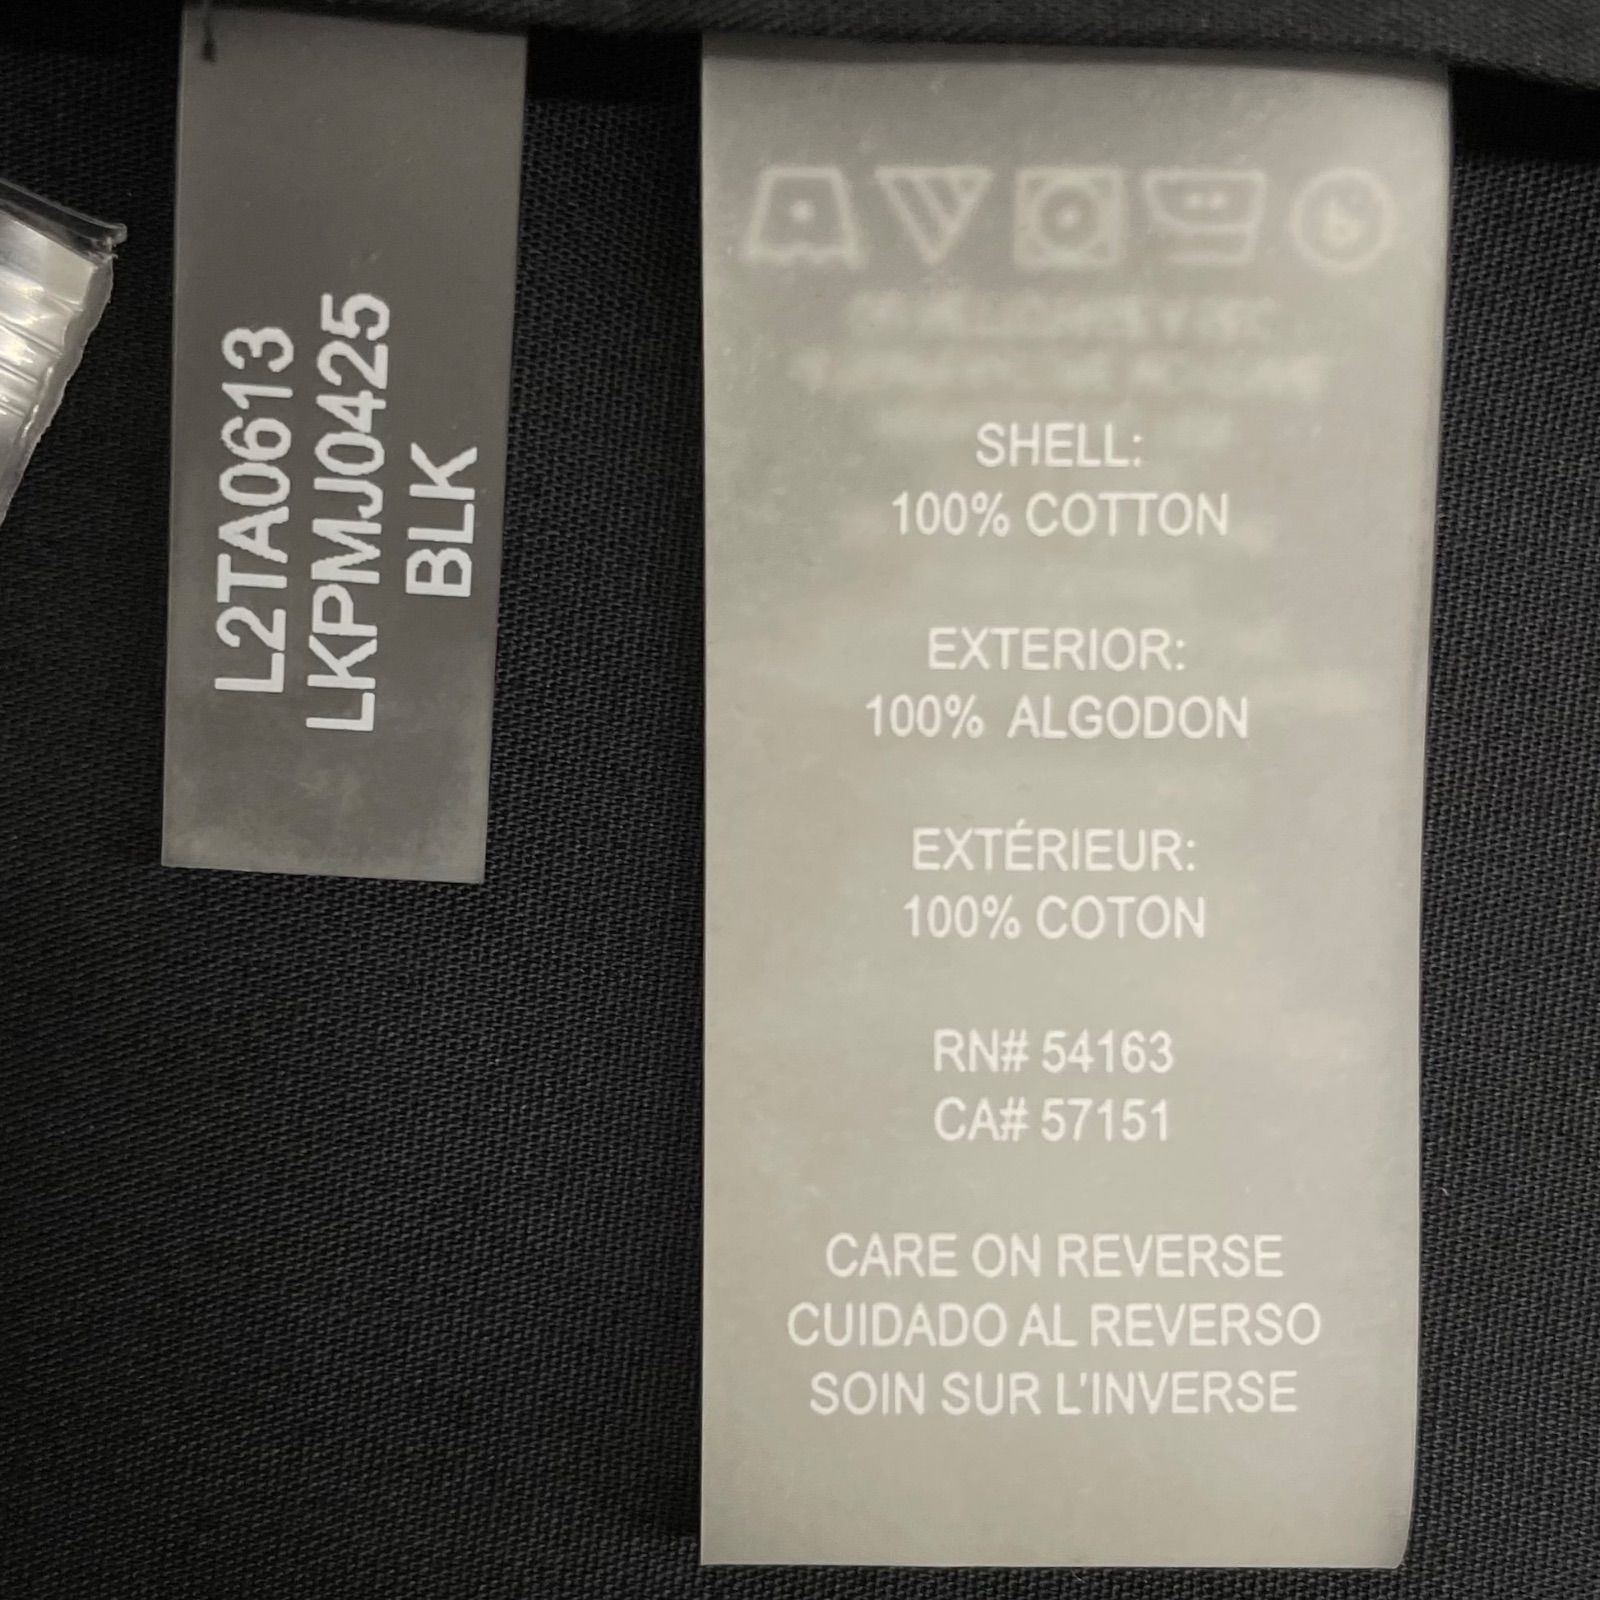 L2TA0613
LKPMJ0425
BLK
SHELL:
100% COTTON
EXTERIOR:
100% ALGODON
EXTÉRIEUR:
100% COTON
RN# 54163
CA# 57151
CARE ON REVERSE
CUIDADO AL REVERSO
SOIN SUR L'INVERSE